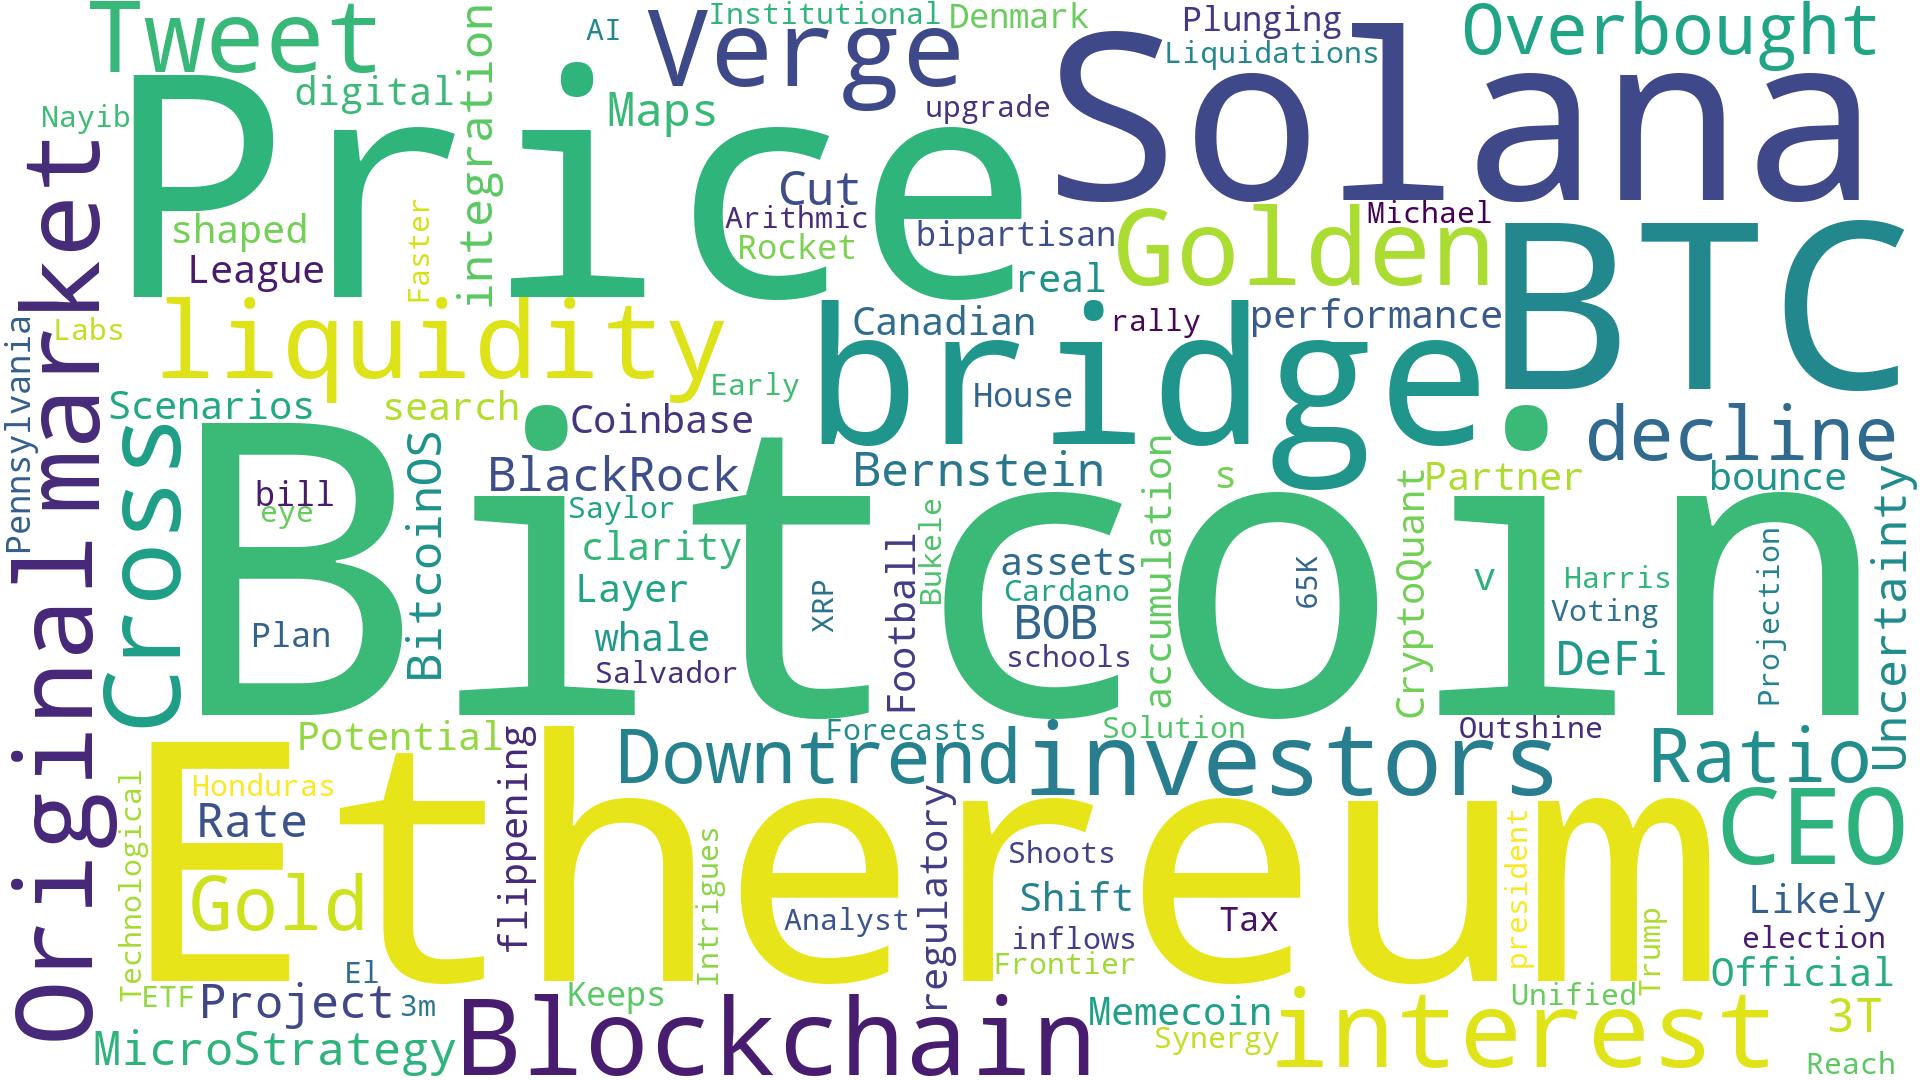 Tweet
AI
Verge
Institutional
Denmark
Plunging
Liquidations
Overbought
Solana
Price
digital
integration
Maps
upgrade
Nayib
Cut
Arithmic
Rocket
bipartisan
Golden
Michael
BTC
shaped
League
Faster
real
market
liquidity
Labs
Pennsylvania
Canadian
bridge
rally
performance
Early
House
Scenarios
search
Coinbase
decline
Cross
Bitcoin
BitcoinOS
BlackRock
Bernstein
accumulation
s
CryptoQuant
Partner
bounce
Uncertainty
bill
eye
Saylor
clarity
Layer
whale
Salvador
XRP
Football
Bukele
assets
Cardano
BOB
schools
65K
v
Harris
Voting
DeFi
Projection
Plan
Original
Potential
flippening
Downtrend
Forecasts
investors
Solution
Outshine
Ratio
Technological
Honduras
Rate
Gold
Ethereum
Intrigues
Analyst
regulatory
Shoots
Shift
inflows
Frontier
Tax
president
Trump
CEO
Likely
election
Official
El
ETF
Project
3m
Keeps
MicroStrategy
Blockchain
Memecoin
Synergy
interest
Unified
3T
Reach